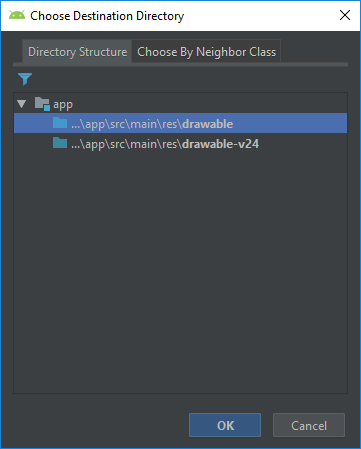 Choose Destination Directory
Directory Structure Choose By Neighbor Class
app
...\app\src\main\res\drawable
...\app\src\main\res\drawable-v24
OK Cancel